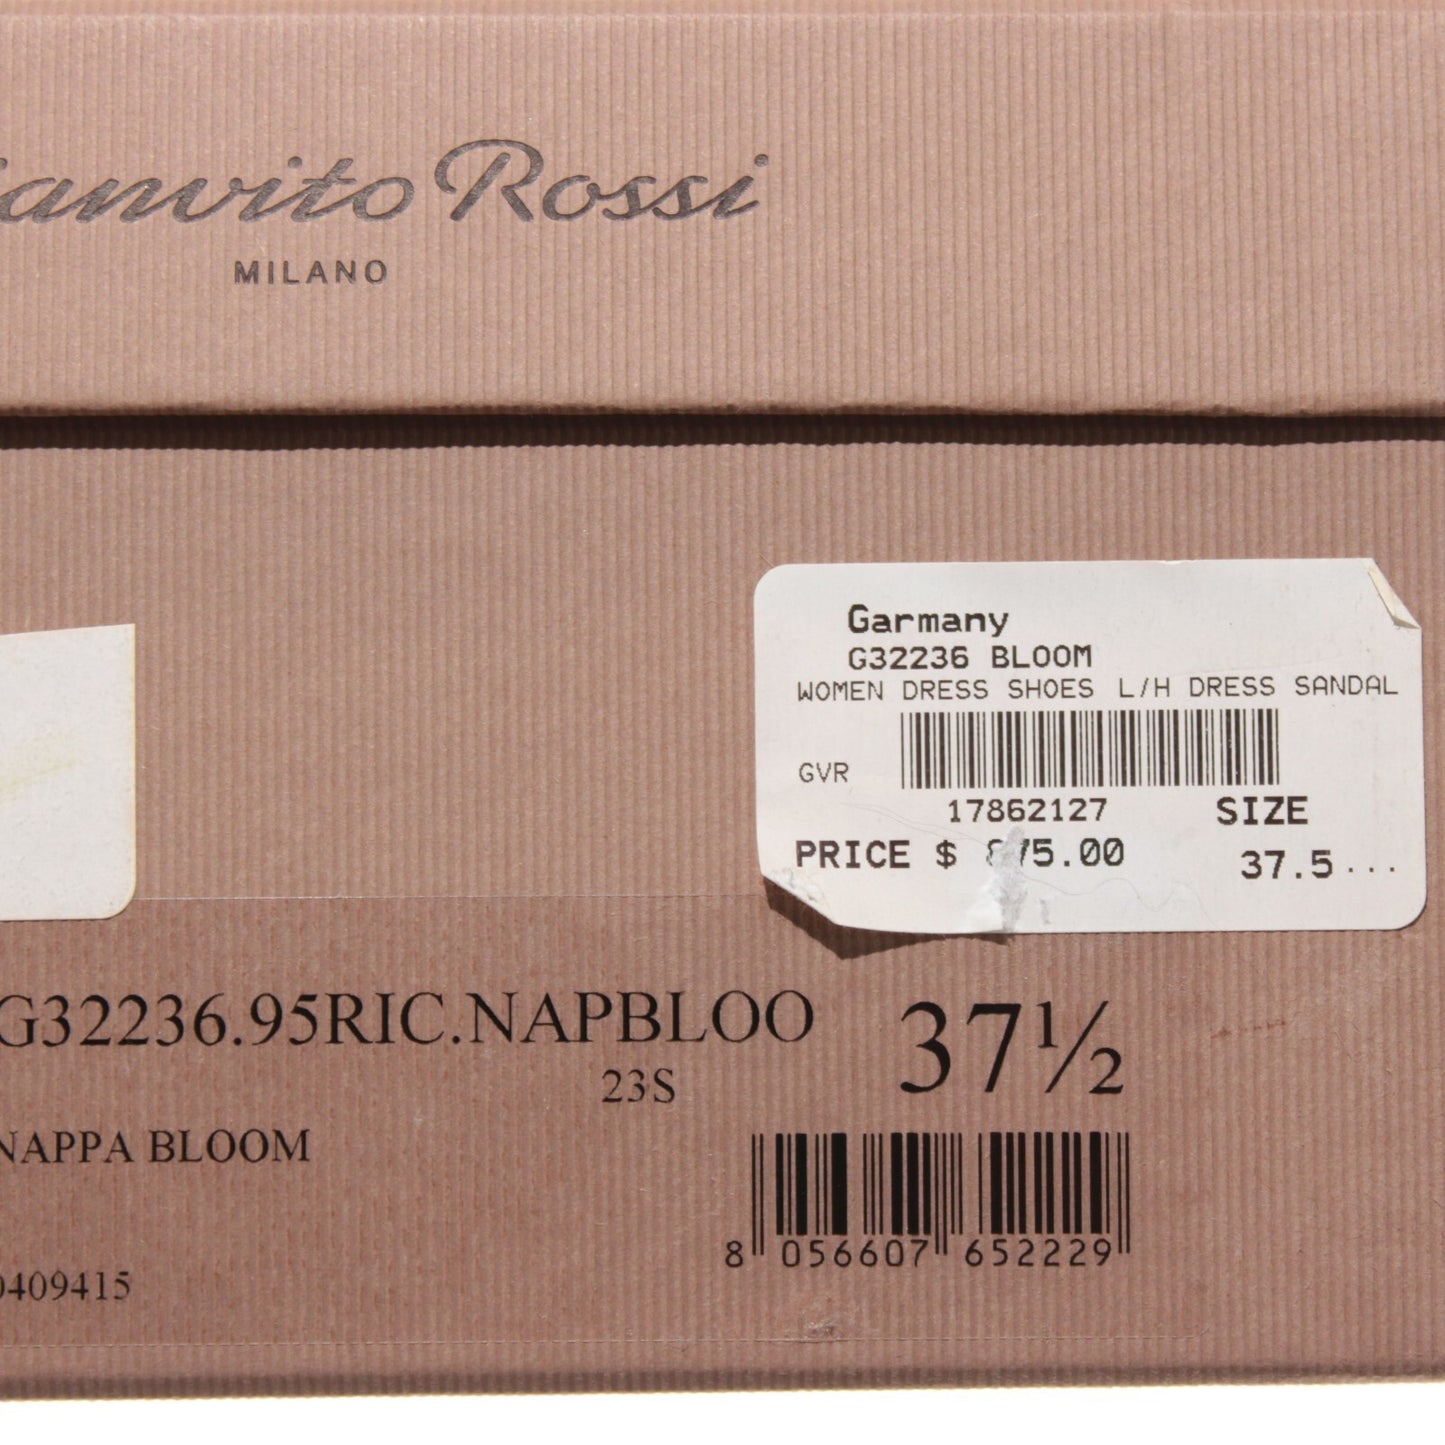 ianvito Rossi
MILANO
Garmany
G32236 BLOOM
WOMEN DRESS SHOES L/H DRESS SANDAL
GVR
17862127
SIZE
PRICE $ 75.00
37.5...
G32236.95RIC.NAPBLOO
37½
23S
NAPPA BLOOM
8 056607 652229
0409415